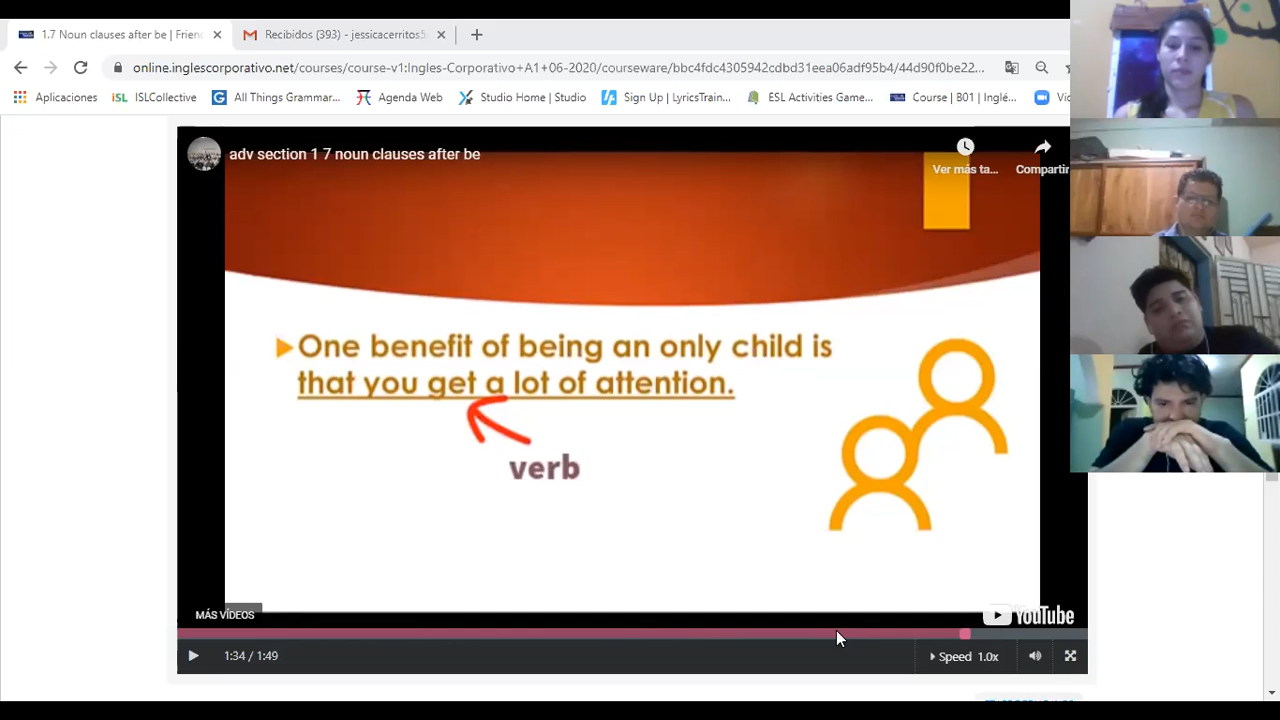 1.7 Noun clauses after be | Frien
Recibidos (393) - jessicacerritos5
online.inglescorporativo.net/courses/course-v1:Ingles-Corporativo+A1+06-2020/courseware/bbc4fdc4305942cdbd31eea06adf95b4/44d90f0be22...
Aplicaciones
iSL ISLCollective
G All Things Grammar...
Agenda Web
Studio Home | Studio
Sign Up | LyricsTrain...
ESL Activities Game...
Course | B01 | Inglé...
adv section 1 7 noun clauses after be
Ver más ta...
Compartir
One benefit of being an only child is
that you get a lot of attention.
verb
MÁS VÍDEOS
YouTube
1:34 / 1:49
Speed 1.0x